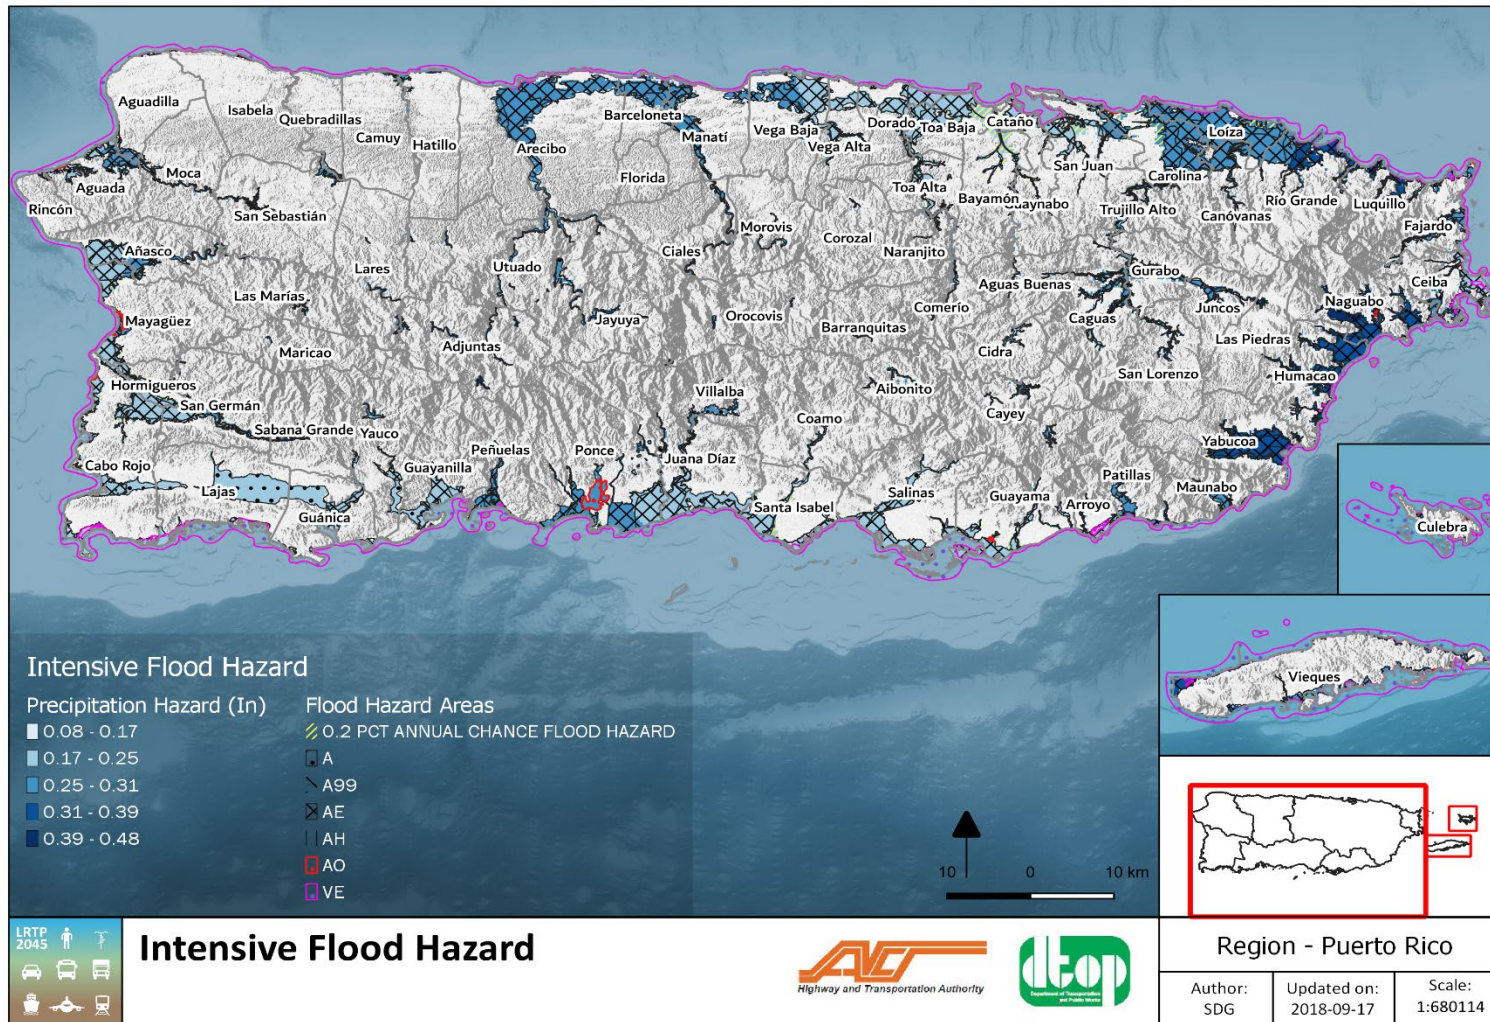 Aguadilla
Isabela
Quebradillas
Camuy
Hatillo
Arecibo
Barceloneta
Manatí
Florida
Vega Baja
Vega Alta
Dorado
Toa Baja
Cataño
San Juan
Loíza
Carolina
Aguada
Moca
Rincón
San Sebastián
Toa Alta
Bayamón
Guaynabo
Trujillo Alto
Canóvanas
Río Grande
Luquillo
Fajardo
Añasco
Lares
Utuado
Ciales
Morovis
Corozal
Naranjito
Aguas Buenas
Gurabo
Ceiba
Las Marías
Mayagüez
Maricao
Adjuntas
Jayuya
Orocovis
Barranquitas
Comerío
Caguas
Juncos
Naguabo
Las Piedras
Cidra
San Lorenzo
Humacao
Hormigueros
San Germán
Sabana Grande
Yauco
Villalba
Aibonito
Coamo
Cayey
Yabucoa
Cabo Rojo
Lajas
Guánica
Guayanilla
Peñuelas
Ponce
Juana Díaz
Santa Isabel
Salinas
Guayama
Arroyo
Patillas
Maunabo
Culebra
Vieques
Intensive Flood Hazard
Precipitation Hazard (In)
0.08 - 0.17
0.17 - 0.25
0.25 - 0.31
0.31 - 0.39
0.39 - 0.48
Flood Hazard Areas
0.2 PCT ANNUAL CHANCE FLOOD HAZARD
A
A99
AE
AH
AO
VE
10 0 10 km
LRTP
2045
Intensive Flood Hazard
ACT
Highway and Transportation Authority
dtop
Department of Transportation
and Public Works
Region - Puerto Rico
Author:
SDG
Updated on:
2018-09-17
Scale:
1:680114